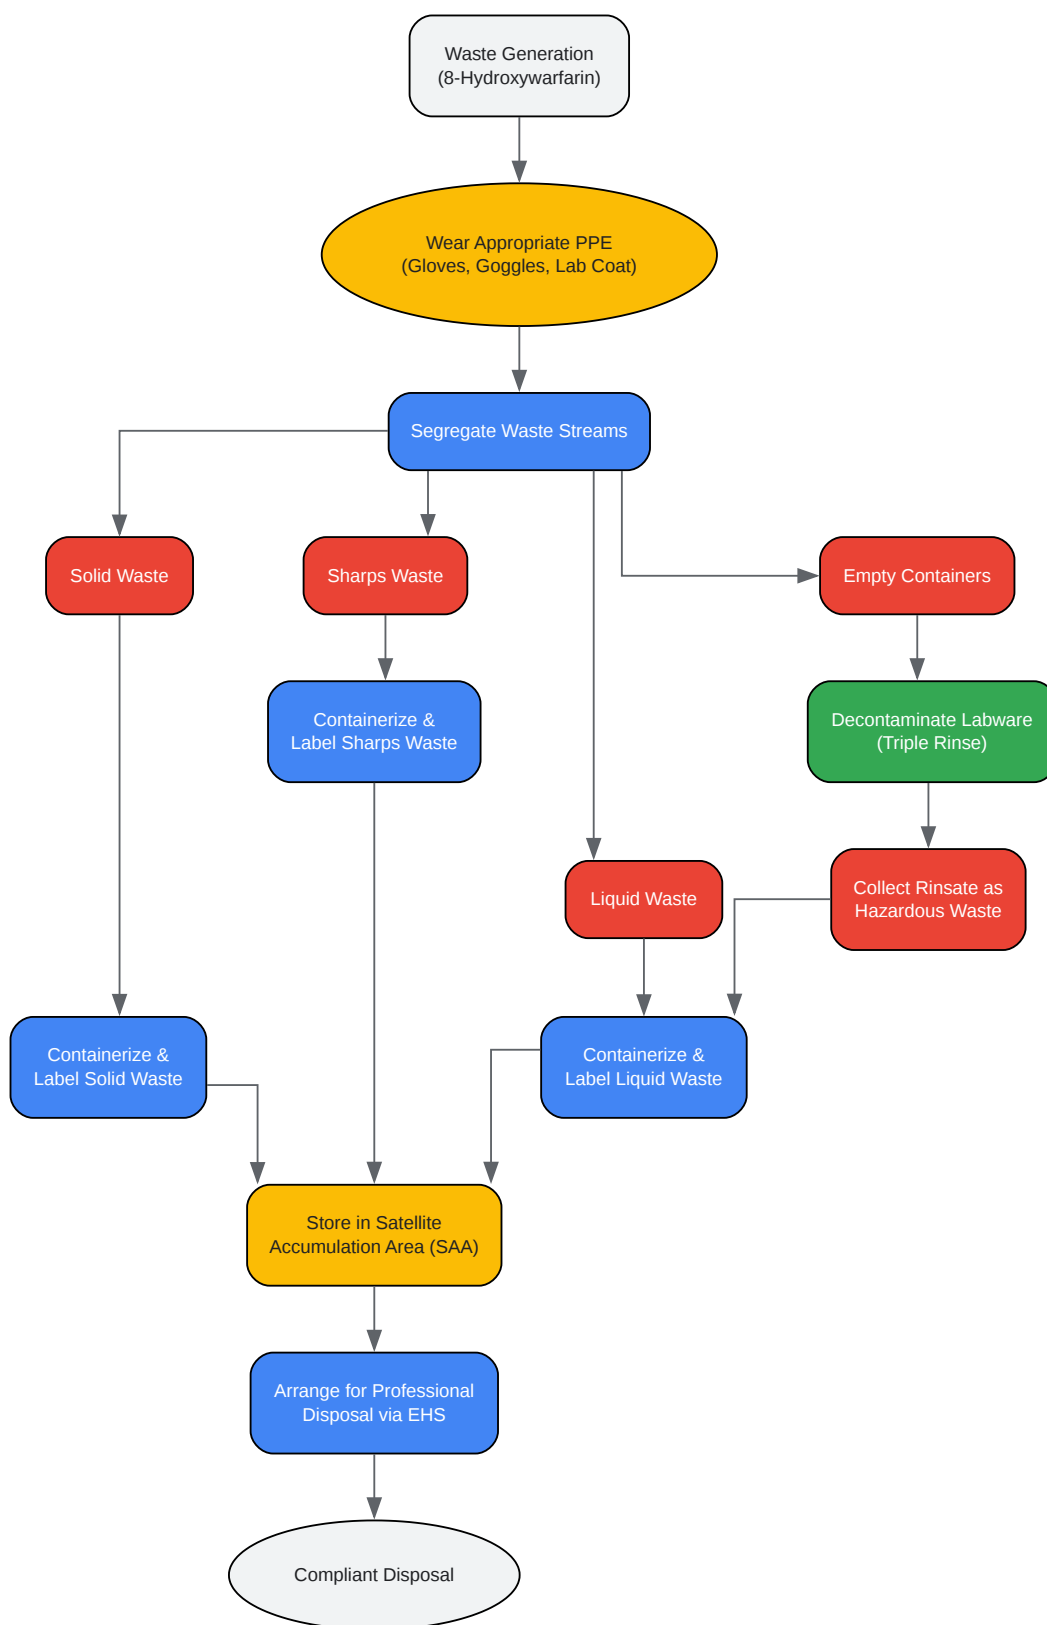 Waste Generation
(8-Hydroxywarfarin)
Wear Appropriate PPE
(Gloves, Goggles, Lab Coat)
Segregate Waste Streams
Solid Waste
Sharps Waste
Empty Containers
Containerize &
Label Sharps Waste
Decontaminate Labware
(Triple Rinse)
Liquid Waste
Collect Rinsate as
Hazardous Waste
Containerize &
Label Solid Waste
Containerize &
Label Liquid Waste
Store in Satellite
Accumulation Area (SAA)
Arrange for Professional
Disposal via EHS
Compliant Disposal